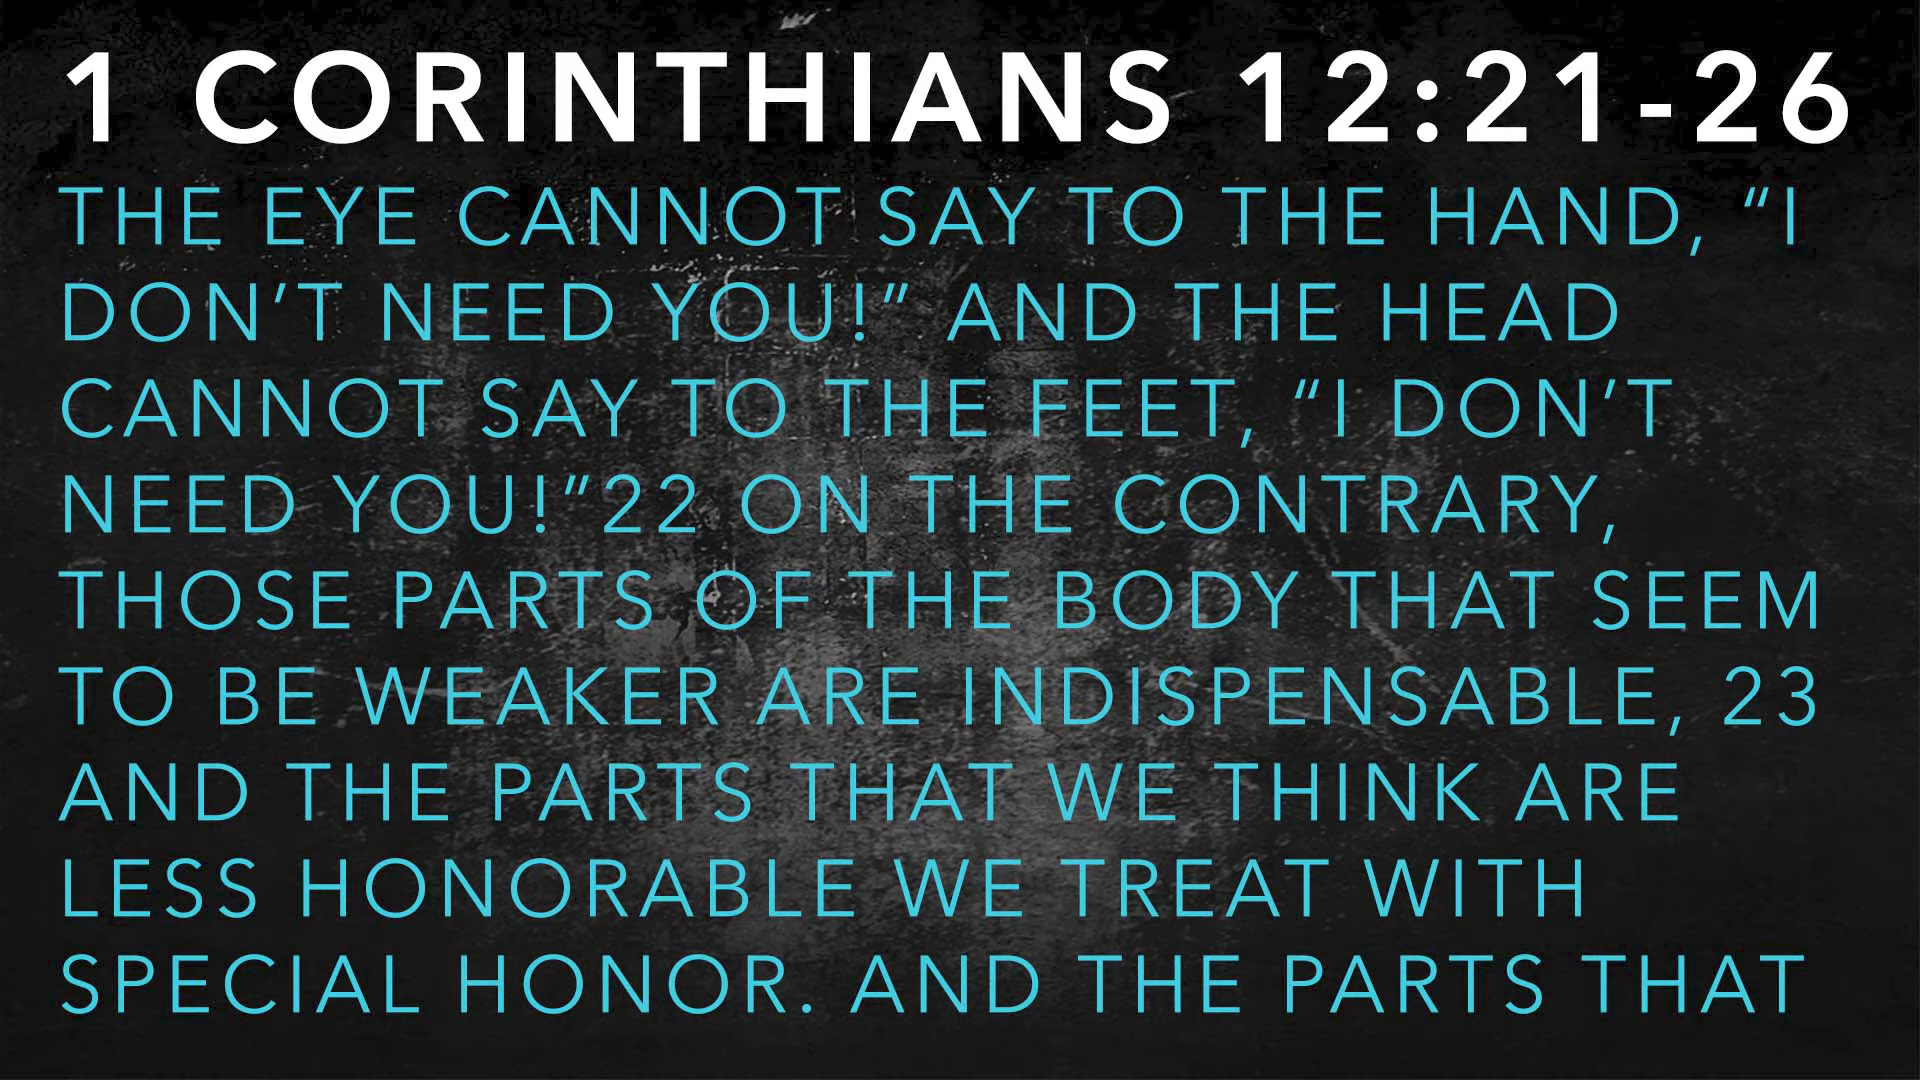 1 CORINTHIANS 12:21-26
THE EYE CANNOT SAY TO THE HAND, “I
DON’T NEED YOU!” AND THE HEAD
CANNOT SAY TO THE FEET, “I DON’T
NEED YOU!”22 ON THE CONTRARY,
THOSE PARTS OF THE BODY THAT SEEM
TO BE WEAKER ARE INDISPENSABLE, 23
AND THE PARTS THAT WE THINK ARE
LESS HONORABLE WE TREAT WITH
SPECIAL HONOR. AND THE PARTS THAT